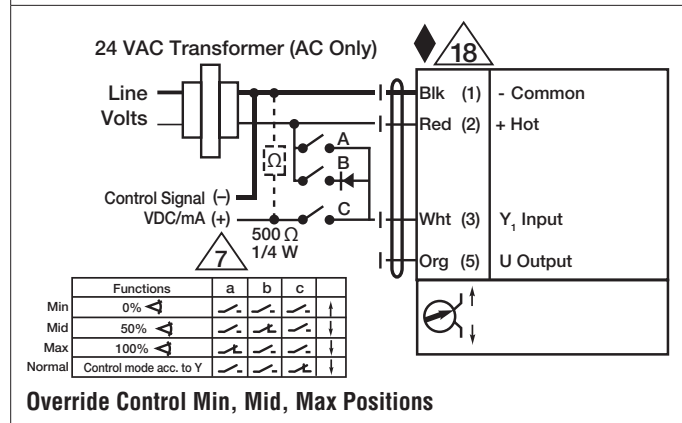 24 VAC Transformer (AC Only)
18
Line
Volts
Blk (1) - Common
Red (2) + Hot
A
B
C
Ω
Control Signal (–)
VDC/mA (+)
500 Ω
1/4 W
7
Wht (3) Y₁ Input
Org (5) U Output
Functions a b c
Min 0%
Mid 50%
Max 100%
Normal Control mode acc. to Y
Override Control Min, Mid, Max Positions